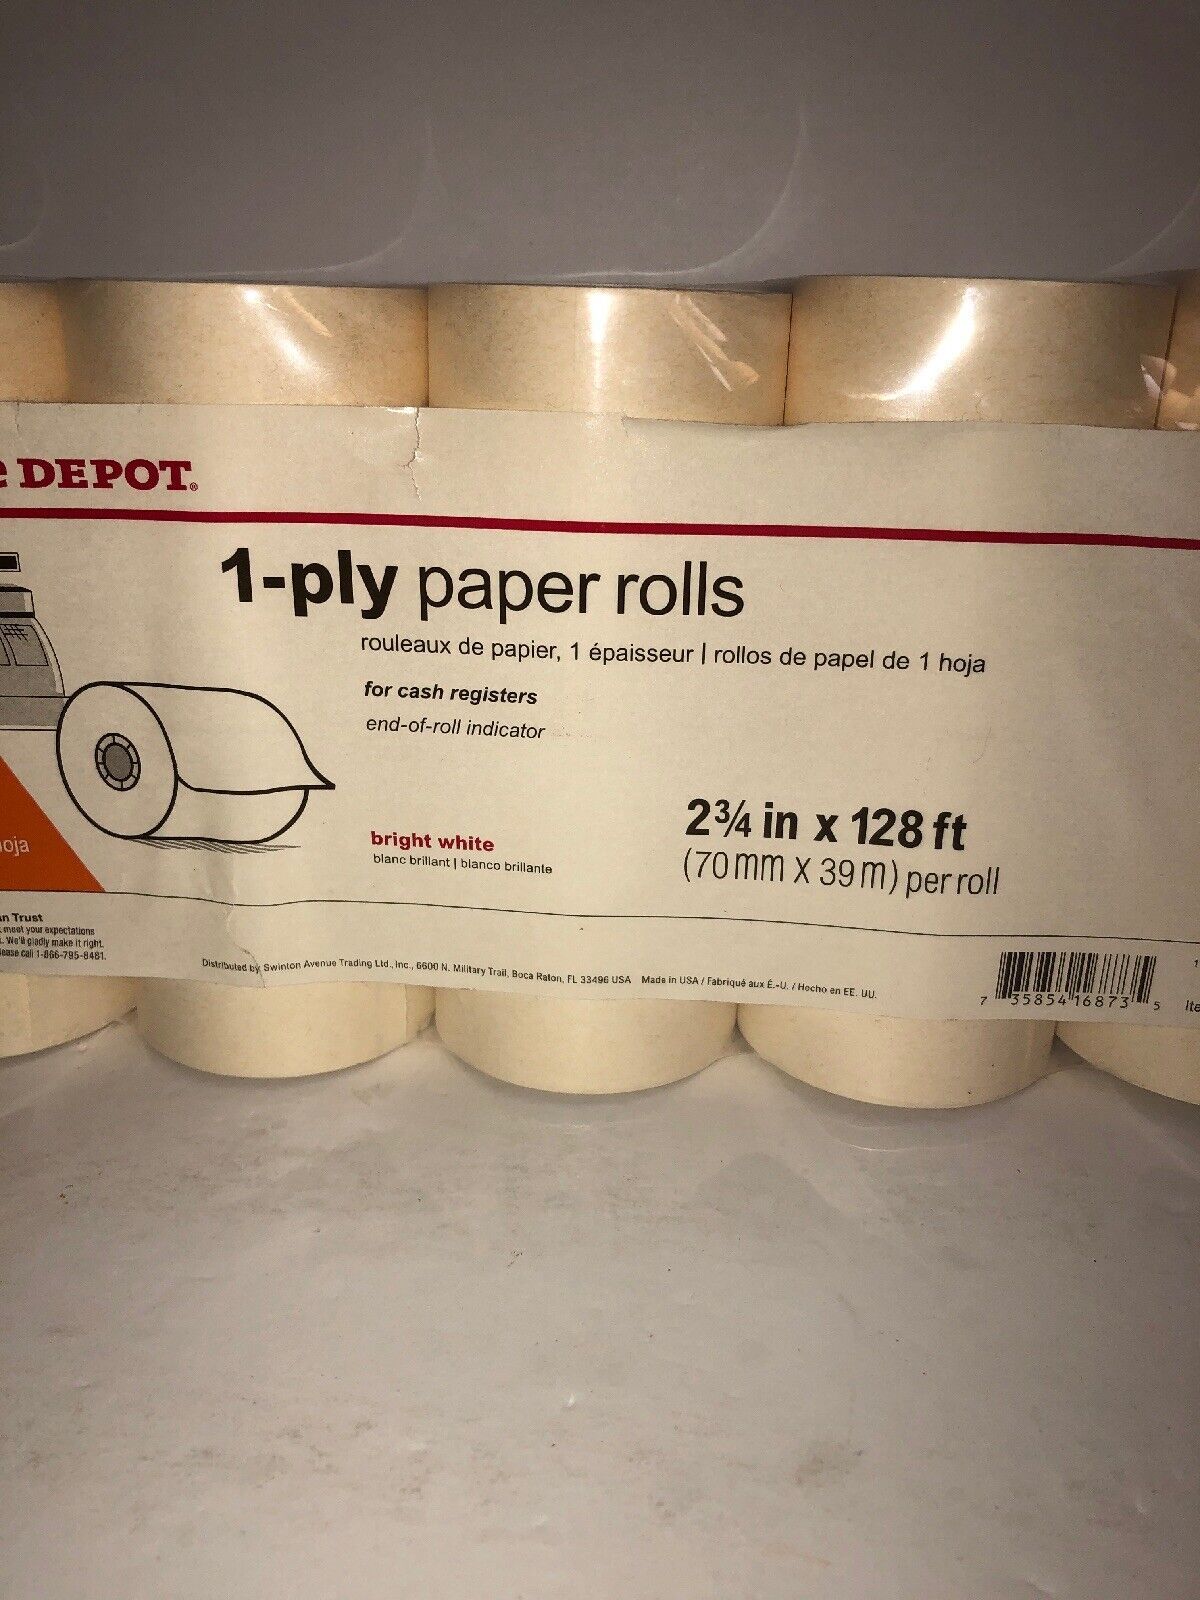 DEPOT®
1-ply paper rolls
rouleaux de papier, 1 épaisseur | rollos de papel de 1 hoja
for cash registers
end-of-roll indicator
hoja
bright white
blanc brillant | blanco brillante
2¾ in x 128 ft
(70 mm X 39 m) per roll
Trust
meet your expectations
We'll gladly make it right.
call 1-866-795-8481.
Distributed by Swinton Avenue Trading Ltd., Inc., 6600 N. Military Trail, Boca Raton, FL 33496 USA Made in USA / Fabriqué aux É.-U. / Hecho en EE. UU.
7 35854 16873 5